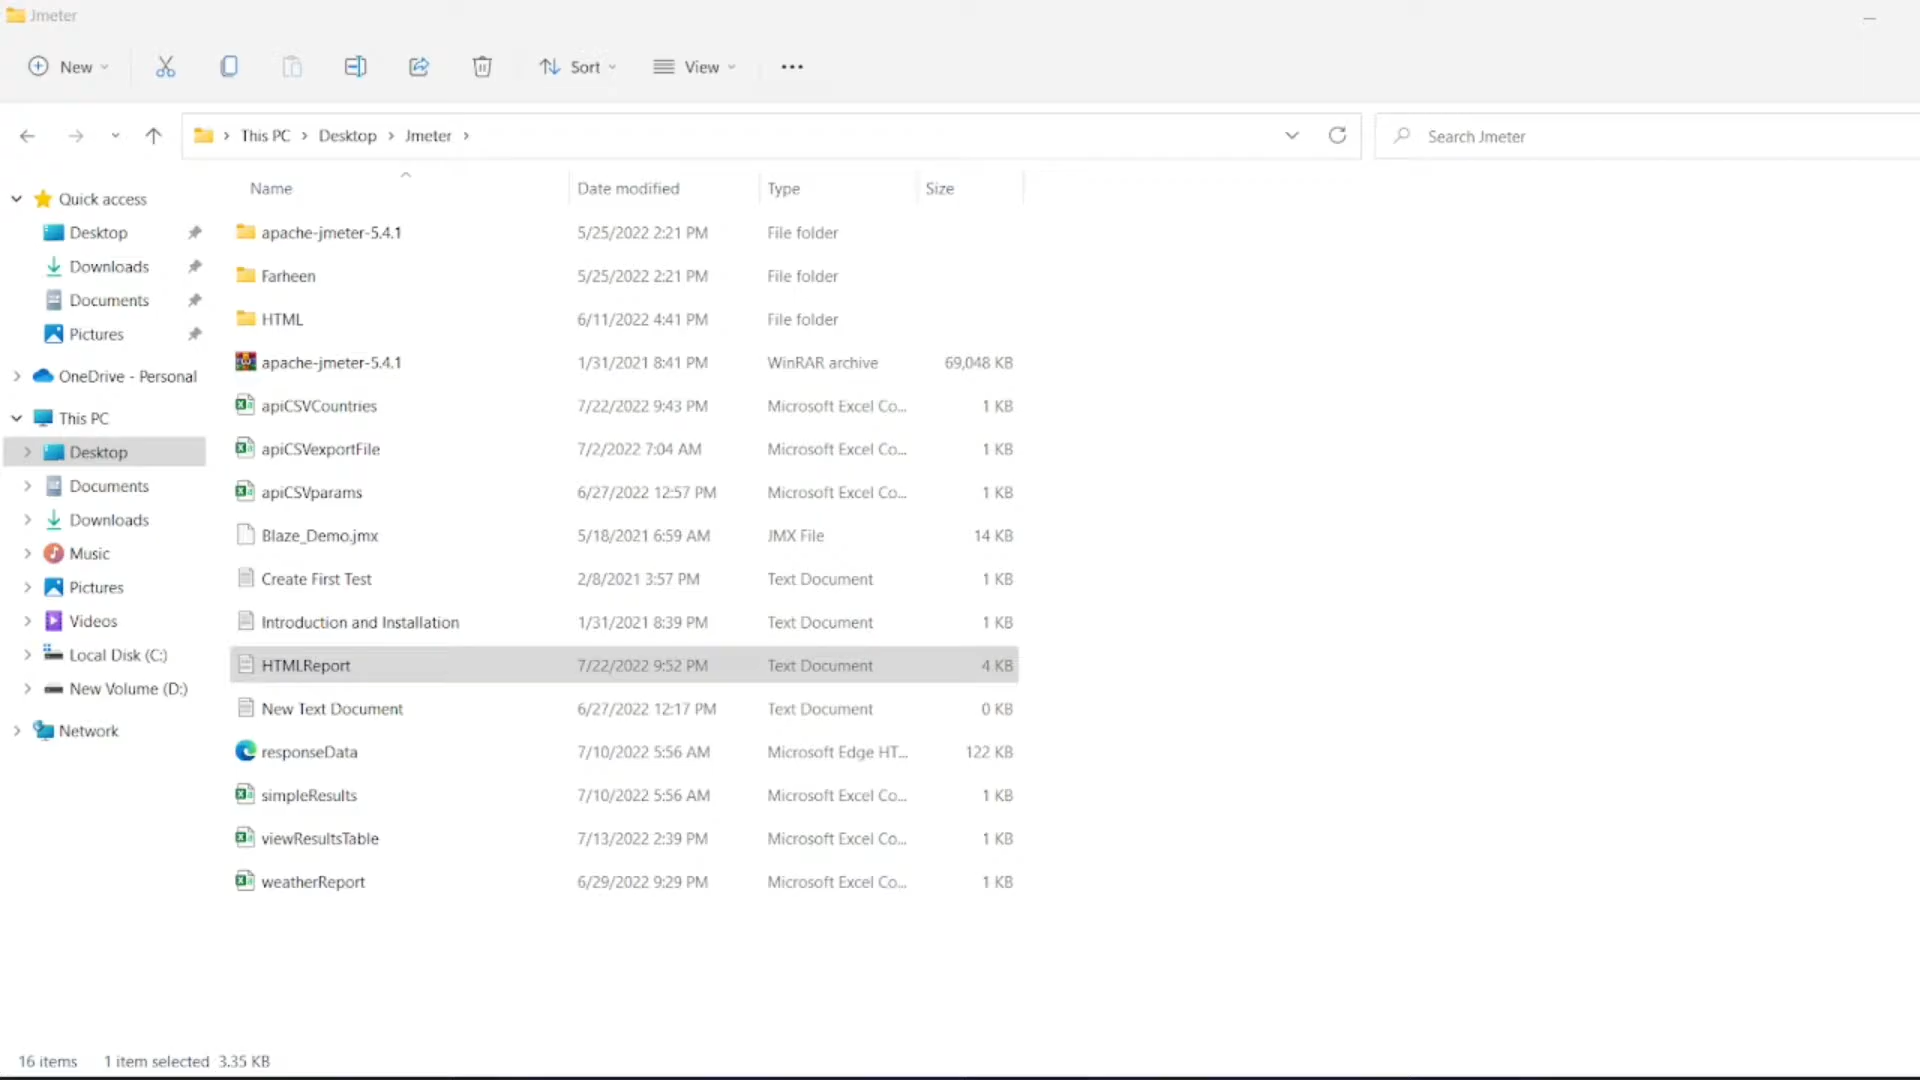 Jmeter
New
Sort
View
This PC > Desktop > Jmeter >
Search Jmeter
Name Date modified Type Size
Quick access
Desktop
Downloads
Documents
Pictures
OneDrive - Personal
This PC
Desktop
Documents
Downloads
Music
Pictures
Videos
Local Disk (C:)
New Volume (D:)
Network
apache-jmeter-5.4.1 5/25/2022 2:21 PM File folder
Farheen 5/25/2022 2:21 PM File folder
HTML 6/11/2022 4:41 PM File folder
apache-jmeter-5.4.1 1/31/2021 8:41 PM WinRAR archive 69,048 KB
apiCSVCountries 7/22/2022 9:43 PM Microsoft Excel Co... 1 KB
apiCSVexportFile 7/2/2022 7:04 AM Microsoft Excel Co... 1 KB
apiCSVparams 6/27/2022 12:57 PM Microsoft Excel Co... 1 KB
Blaze_Demo.jmx 5/18/2021 6:59 AM JMX File 14 KB
Create First Test 2/8/2021 3:57 PM Text Document 1 KB
Introduction and Installation 1/31/2021 8:39 PM Text Document 1 KB
HTMLReport 7/22/2022 9:52 PM Text Document 4 KB
New Text Document 6/27/2022 12:17 PM Text Document 0 KB
responseData 7/10/2022 5:56 AM Microsoft Edge HT... 122 KB
simpleResults 7/10/2022 5:56 AM Microsoft Excel Co... 1 KB
viewResultsTable 7/13/2022 2:39 PM Microsoft Excel Co... 1 KB
weatherReport 6/29/2022 9:29 PM Microsoft Excel Co... 1 KB
16 items 1 item selected 3.35 KB